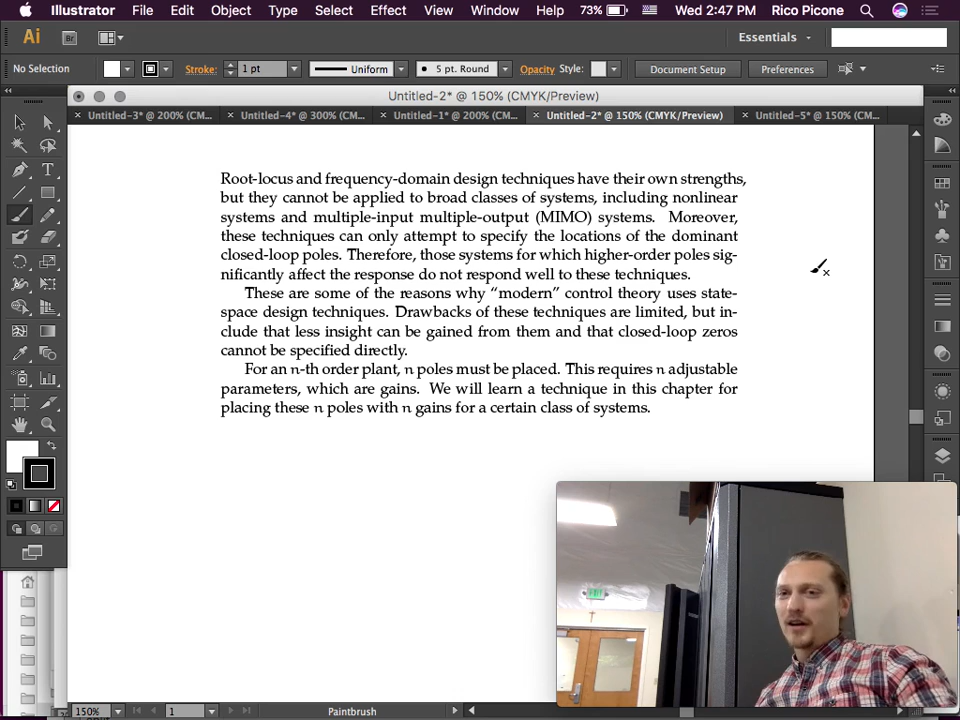 Illustrator File Edit Object Type Select Effect View Window Help 73% Wed 2:47 PM Rico Picone
Ai Br Essentials
No Selection Stroke: 1 pt Uniform 5 pt. Round Opacity Style: Document Setup Preferences
Untitled-2* @ 150% (CMYK/Preview)
Untitled-3* @ 200% (CM... Untitled-4* @ 300% (CM... Untitled-1* @ 200% (CM... Untitled-2* @ 150% (CMYK/Preview) Untitled-5* @ 150% (CM...
Root-locus and frequency-domain design techniques have their own strengths,
but they cannot be applied to broad classes of systems, including nonlinear
systems and multiple-input multiple-output (MIMO) systems. Moreover,
these techniques can only attempt to specify the locations of the dominant
closed-loop poles. Therefore, those systems for which higher-order poles sig-
nificantly affect the response do not respond well to these techniques.
These are some of the reasons why “modern” control theory uses state-
space design techniques. Drawbacks of these techniques are limited, but in-
clude that less insight can be gained from them and that closed-loop zeros
cannot be specified directly.
For an n-th order plant, n poles must be placed. This requires n adjustable
parameters, which are gains. We will learn a technique in this chapter for
placing these n poles with n gains for a certain class of systems.
EXIT
150% 1 Paintbrush